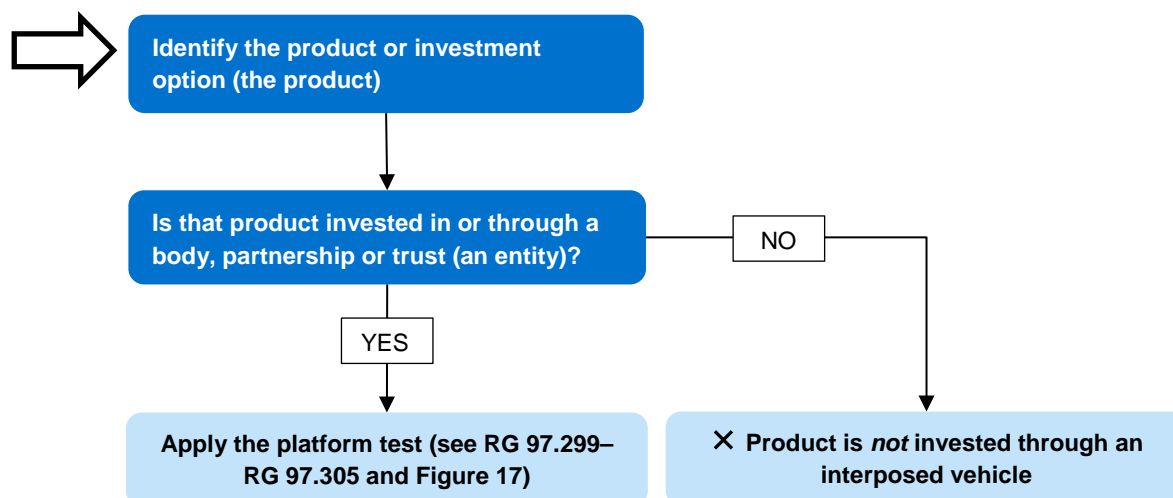 Identify the product or investment
option (the product)
Is that product invested in or through a
body, partnership or trust (an entity)?
NO
YES
Apply the platform test (see RG 97.299–
RG 97.305 and Figure 17)
✕ Product is not invested through an
interposed vehicle